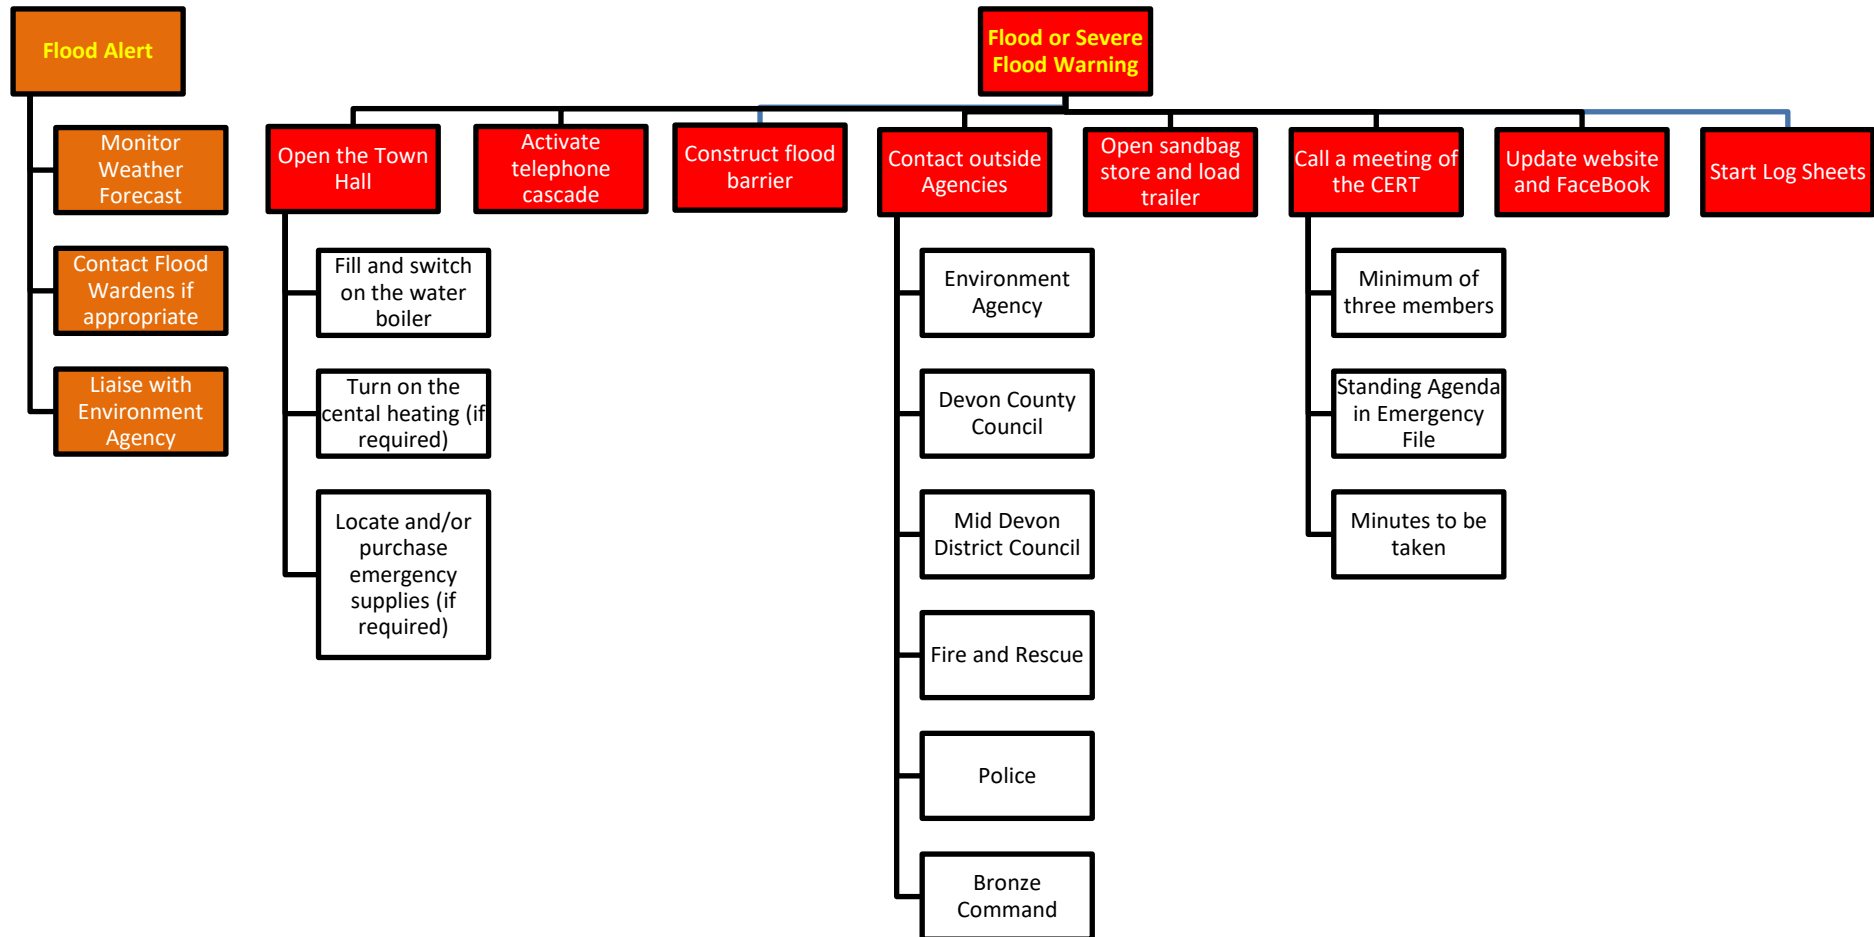 Flood Alert
Monitor
Weather
Forecast
Contact Flood
Wardens if
appropriate
Liaise with
Environment
Agency
Flood or Severe
Flood Warning
Open the Town
Hall
Fill and switch
on the water
boiler
Turn on the
cental heating (if
required)
Locate and/or
purchase
emergency
supplies (if
required)
Activate
telephone
cascade
Construct flood
barrier
Contact outside
Agencies
Environment
Agency
Devon County
Council
Mid Devon
District Council
Fire and Rescue
Police
Bronze
Command
Open sandbag
store and load
trailer
Call a meeting of
the CERT
Minimum of
three members
Standing Agenda
in Emergency
File
Minutes to be
taken
Update website
and FaceBook
Start Log Sheets